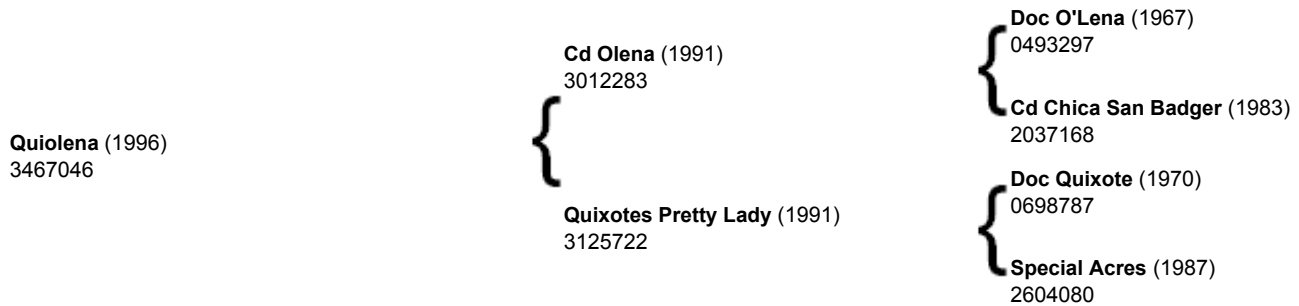 Quiolena (1996)
3467046
Cd Olena (1991)
3012283
Quixotes Pretty Lady (1991)
3125722
Doc O'Lena (1967)
0493297
Cd Chica San Badger (1983)
2037168
Doc Quixote (1970)
0698787
Special Acres (1987)
2604080